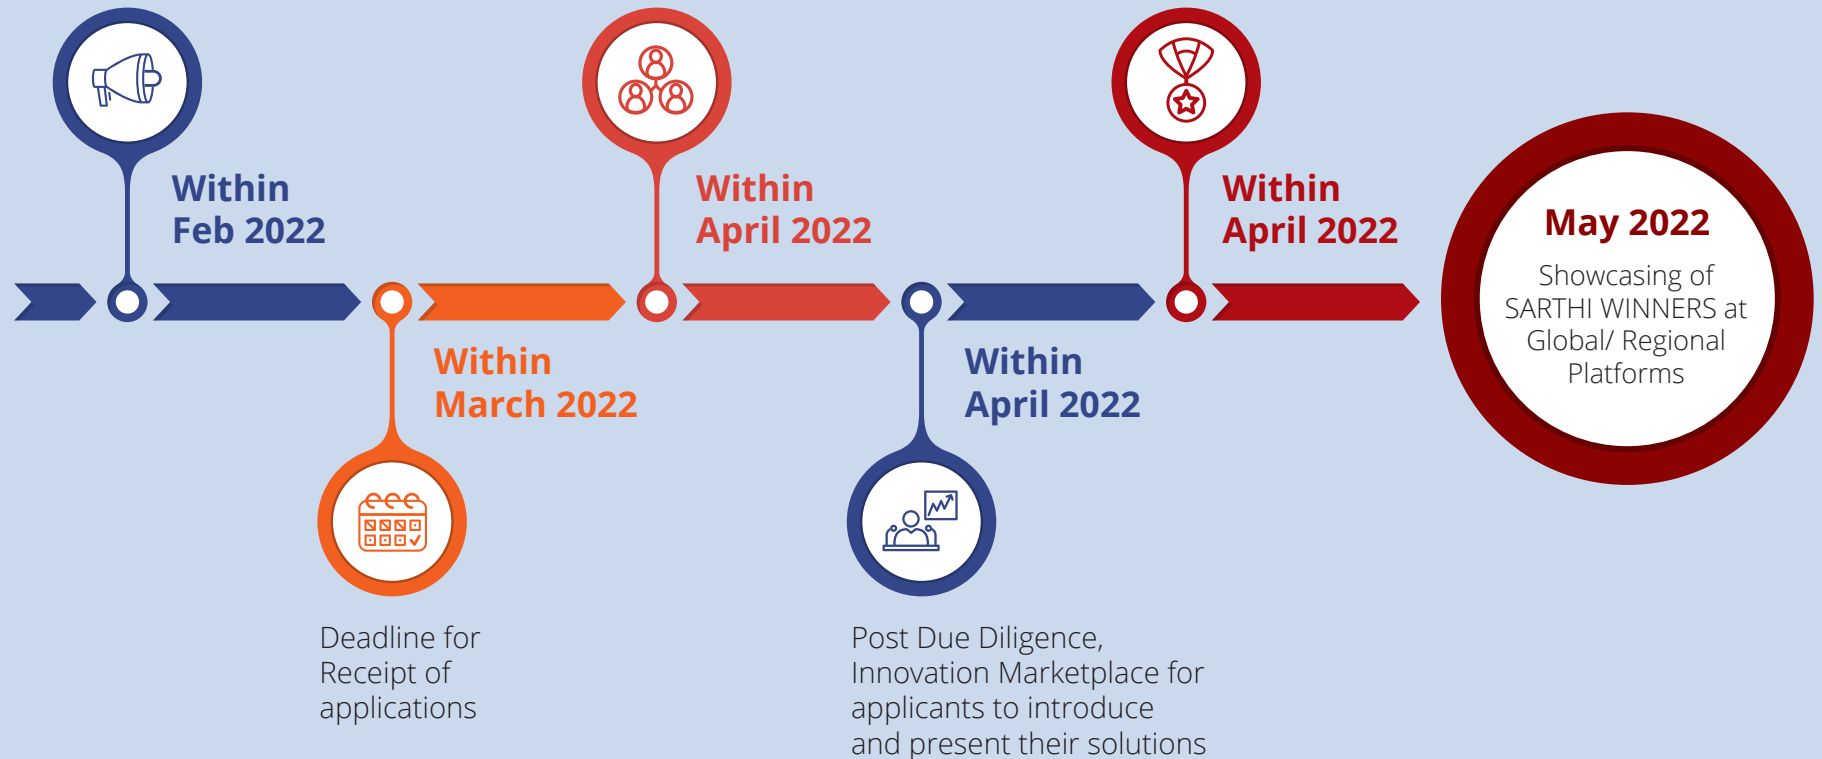 Within
Feb 2022
Within
March 2022
Deadline for
Receipt of
applications
Within
April 2022
Within
April 2022
Post Due Diligence,
Innovation Marketplace for
applicants to introduce
and present their solutions
Within
April 2022
May 2022
Showcasing of
SARTHI WINNERS at
Global/ Regional
Platforms